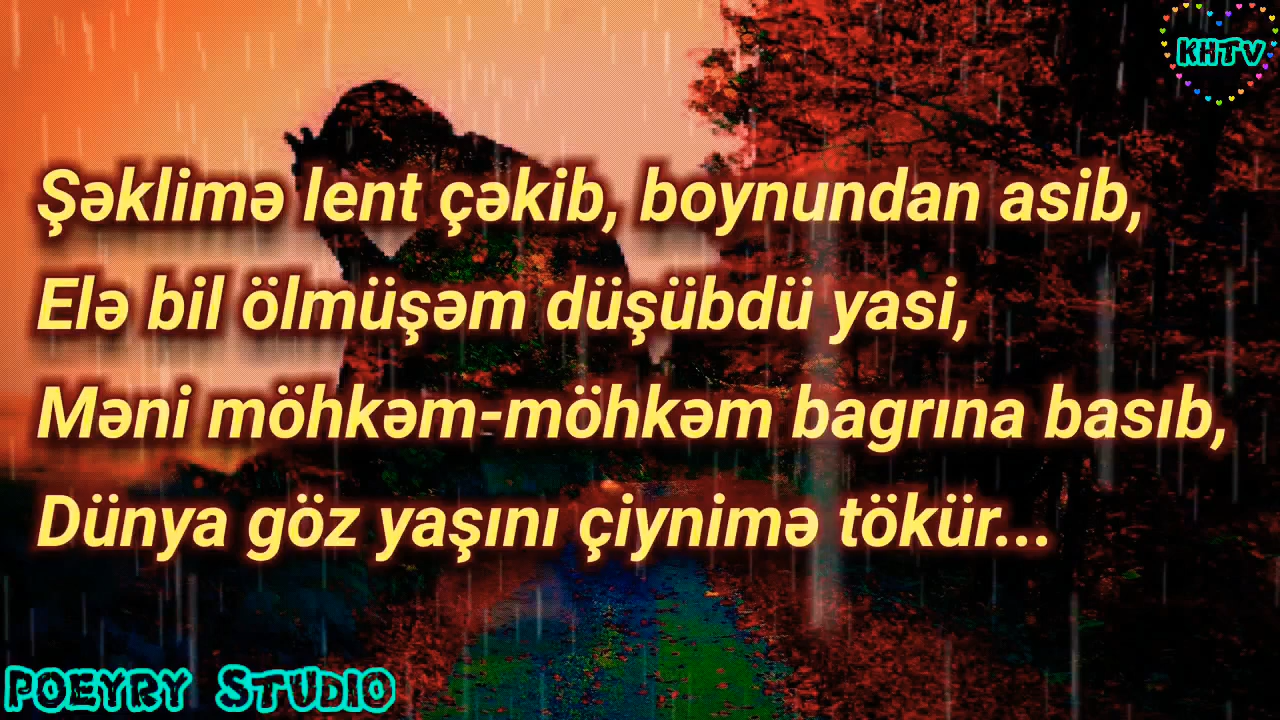 KHTV
Şəklimə lent çəkib, boynundan asib,
Elə bil ölmüşəm düşübdü yasi,
Məni möhkəm-möhkəm bagrına basıb,
Dünya göz yaşını çiynimə tökür...
POEYRY STUDIO